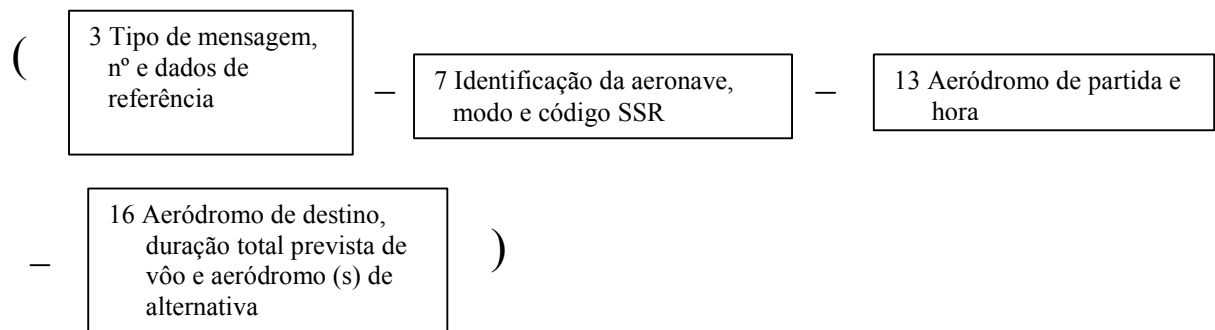 (
3 Tipo de mensagem,
nº e dados de
referência
–
7 Identificação da aeronave,
modo e código SSR
–
13 Aeródromo de partida e
hora
–
16 Aeródromo de destino,
duração total prevista de
vôo e aeródromo (s) de
alternativa
)